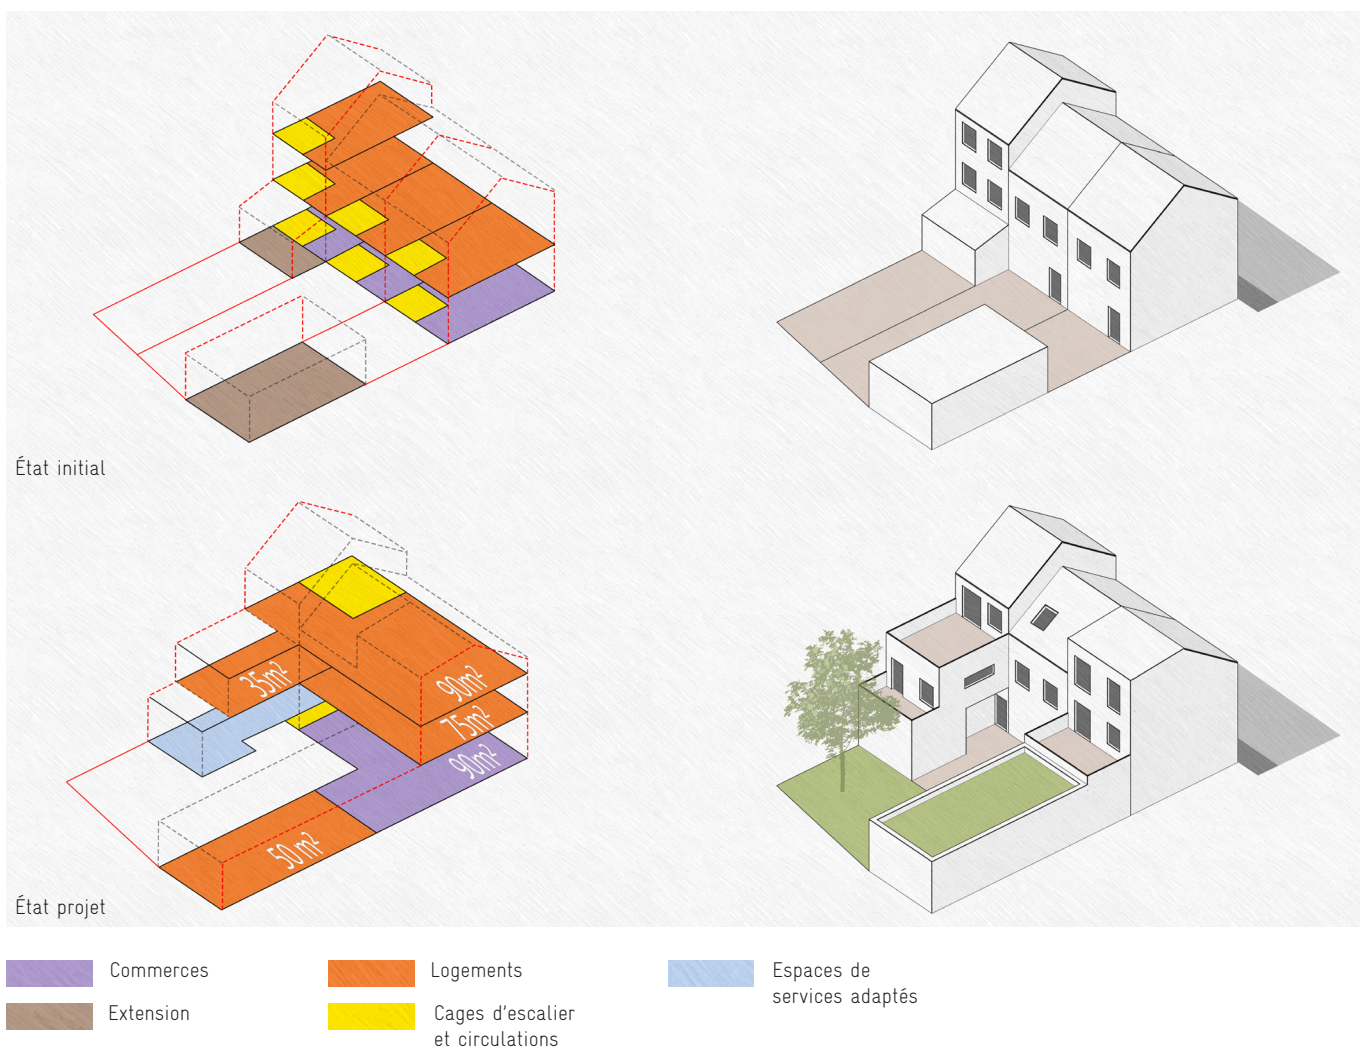 État initial
35m²
90m²
75m²
90m²
50m²
État projet
Commerces
Logements
Espaces de
services adaptés
Extension
Cages d'escalier
et circulations